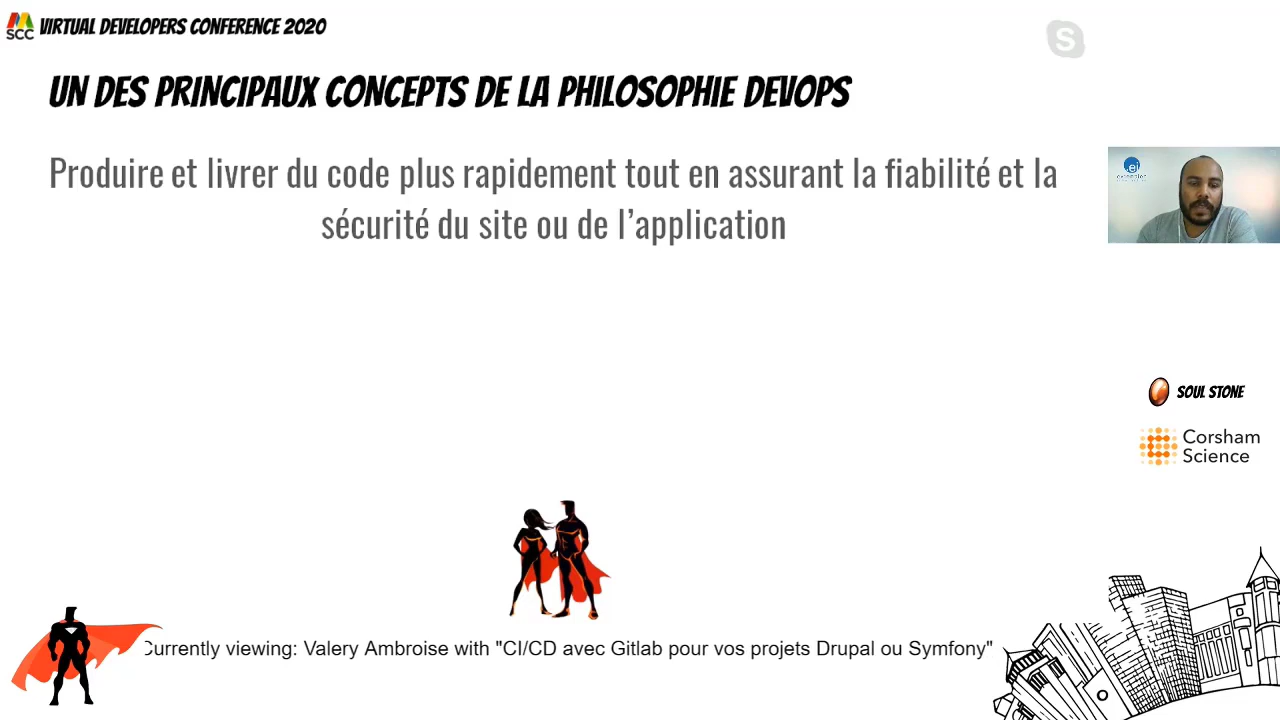 SCC
VIRTUAL DEVELOPERS CONFERENCE 2020
S
UN DES PRINCIPAUX CONCEPTS DE LA PHILOSOPHIE DEVOPS
Produire et livrer du code plus rapidement tout en assurant la fiabilité et la
sécurité du site ou de l’application
ej
SOUL STONE
Corsham
Science
Currently viewing: Valery Ambroise with "CI/CD avec Gitlab pour vos projets Drupal ou Symfony"